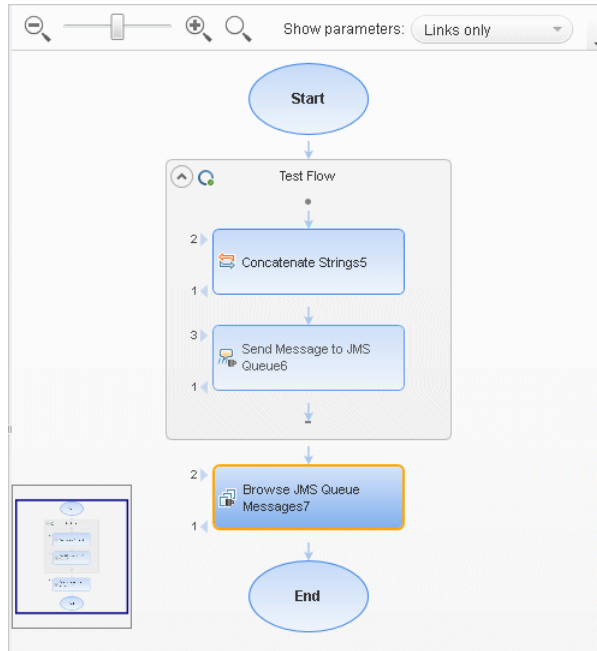 Show parameters: Links only
Start
Test Flow
2
Concatenate Strings5
1
3
Send Message to JMS
Queue6
1
2
Browse JMS Queue
Messages7
1
End